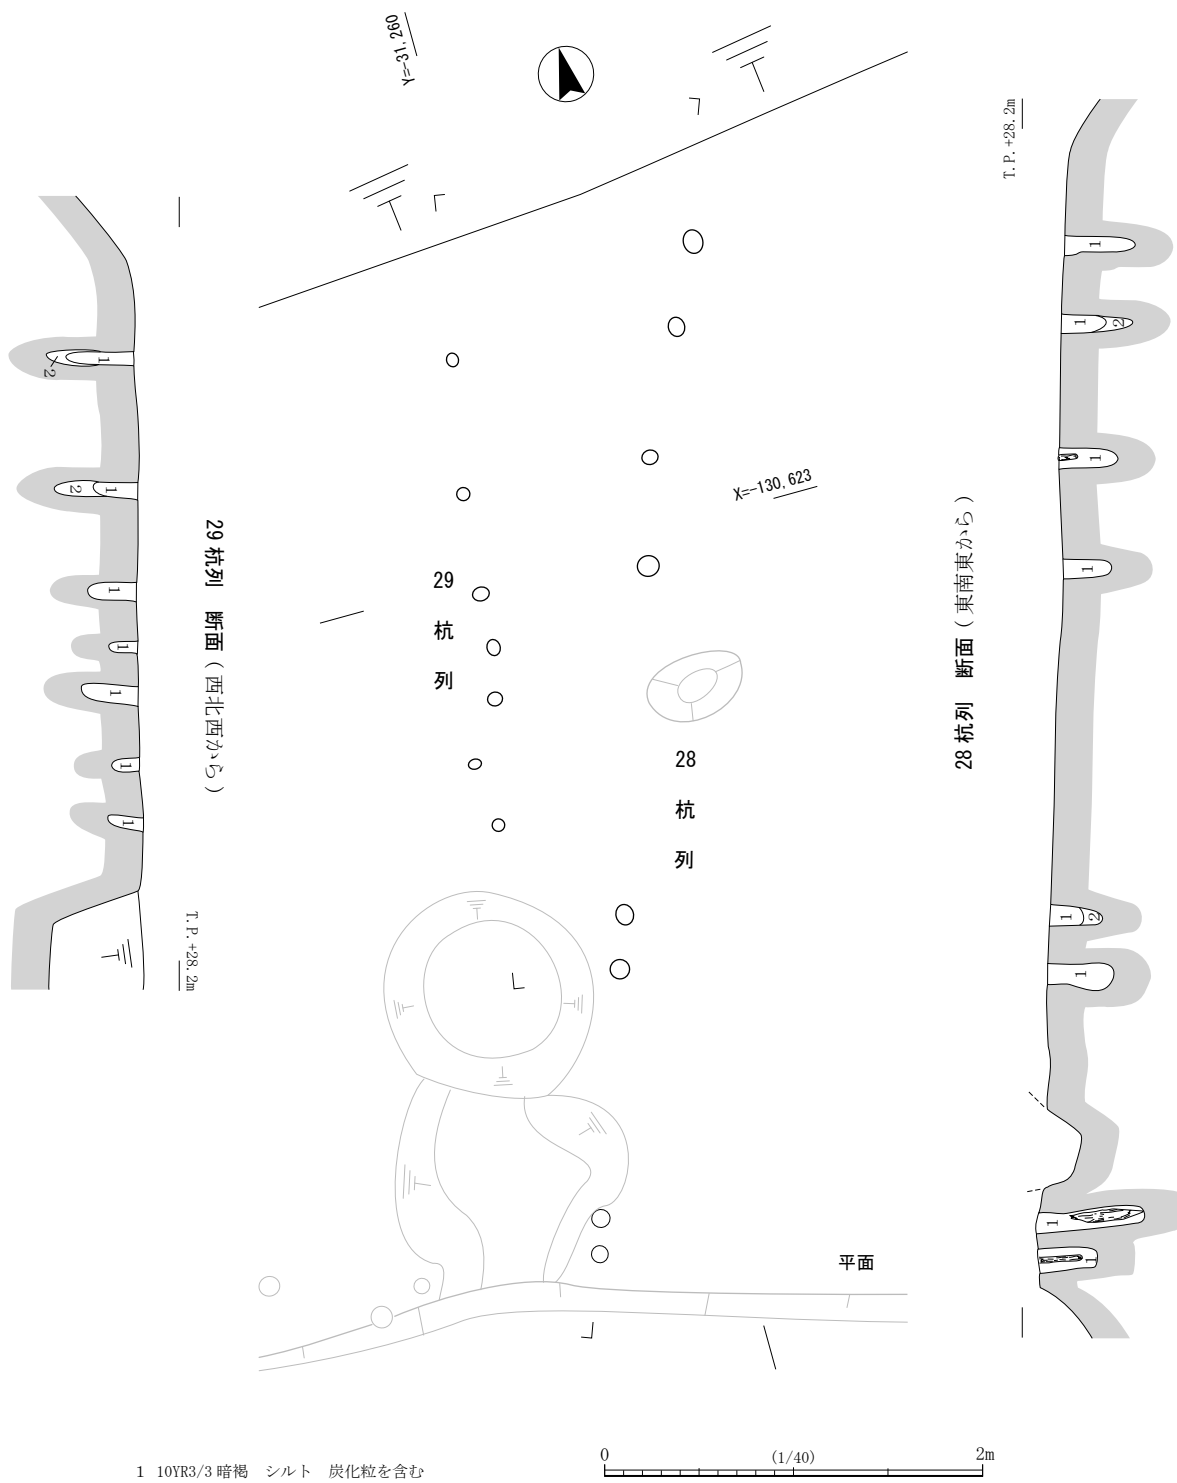 Y=-31,260
T.P.+28.2m
X=-130,623
29 杭列　断面（西北西から）
29 杭列
28 杭列　断面（東南東から）
28 杭列
T.P.+28.2m
平面
1
2
1
2
1
1
1
1
1
1
1
2
1
1
1
2
1
1
1
0 (1/40) 2m
1 10YR3/3 暗褐　シルト　炭化粒を含む